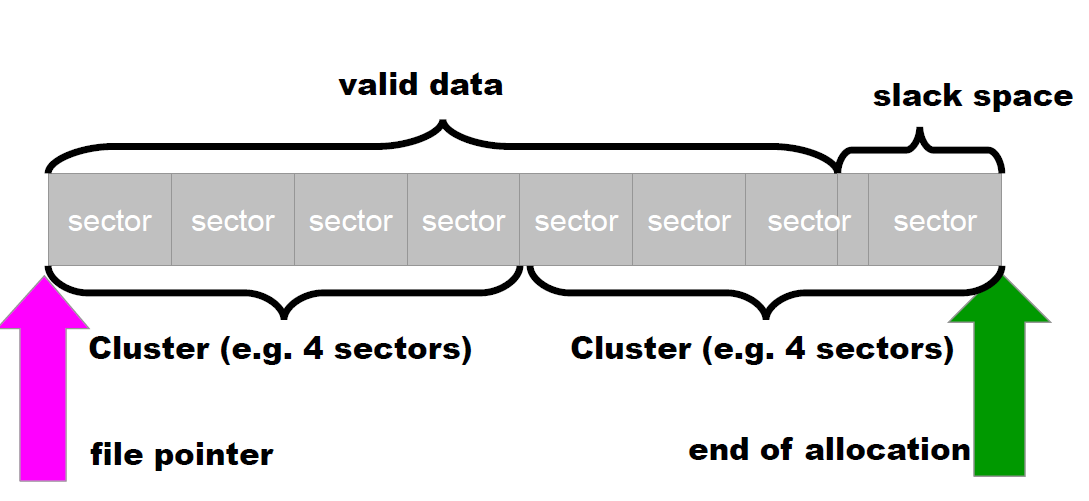 valid data
slack space
sector sector sector sector sector sector sector sector
Cluster (e.g. 4 sectors) Cluster (e.g. 4 sectors)
file pointer
end of allocation